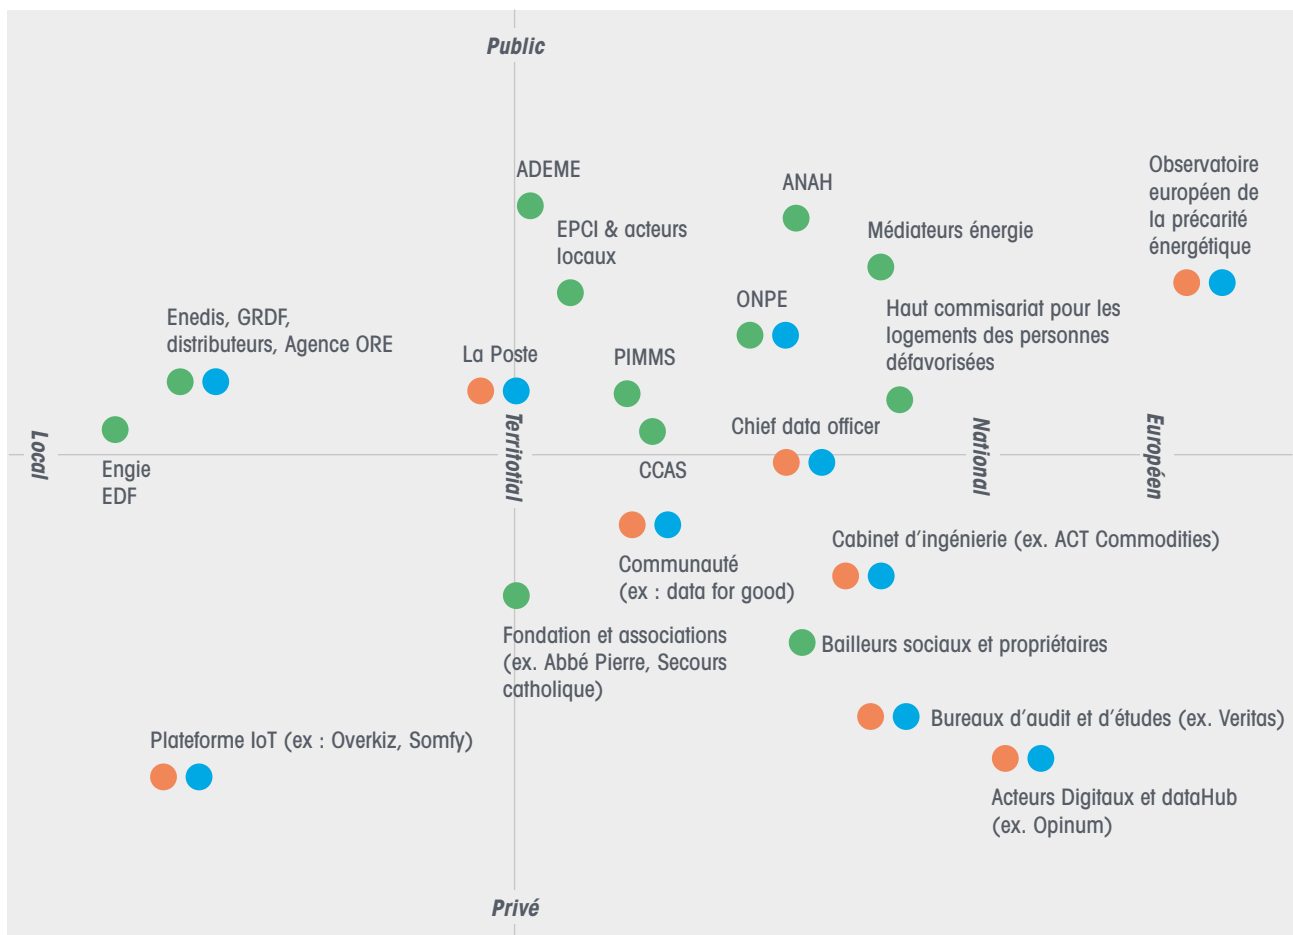 Public
ADEME
ANAH
Observatoire
européen de
la précarité
énergétique
EPCI & acteurs
locaux
Médiateurs énergie
ONPE
Haut commisariat pour les
logements des personnes
défavorisées
Enedis, GRDF,
distributeurs, Agence ORE
La Poste
PIMMS
Chief data officer
Local
Territotial
National
Européen
Engie
EDF
CCAS
Cabinet d’ingénierie (ex. ACT Commodities)
Communauté
(ex : data for good)
Fondation et associations
(ex. Abbé Pierre, Secours
catholique)
Bailleurs sociaux et propriétaires
Bureaux d’audit et d’études (ex. Veritas)
Plateforme IoT (ex : Overkiz, Somfy)
Acteurs Digitaux et dataHub
(ex. Opinum)
Privé